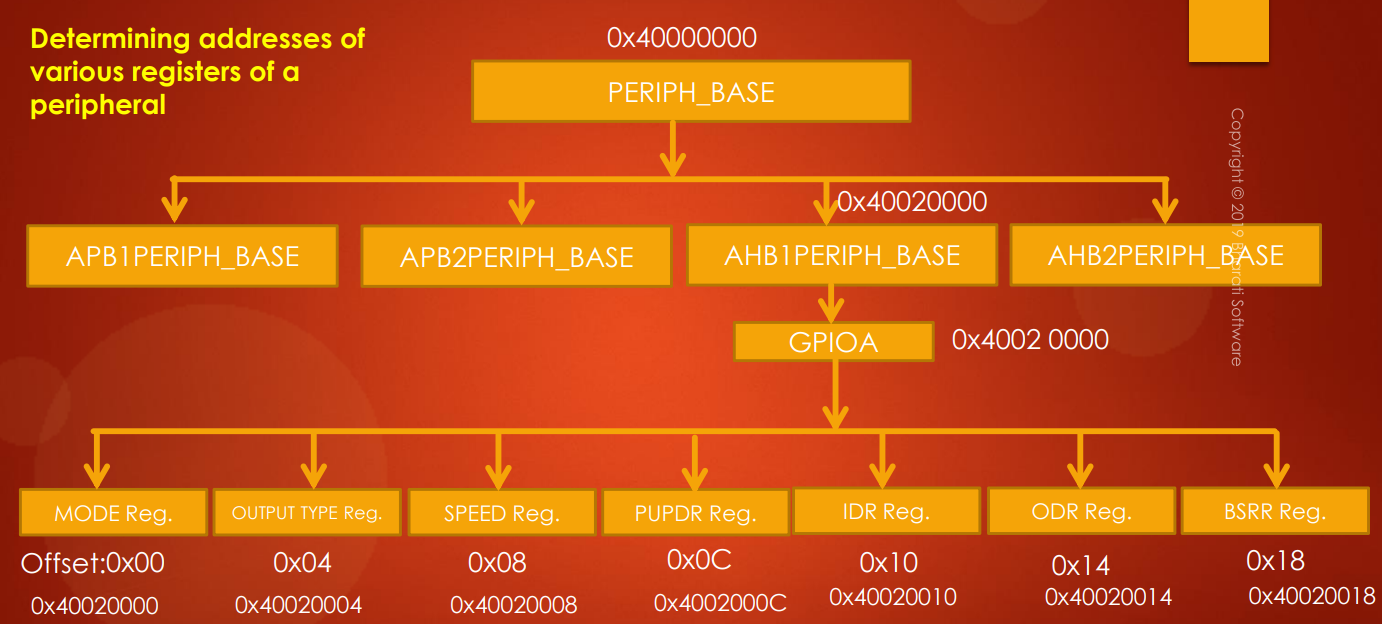 Determining addresses of
various registers of a
peripheral
0x40000000
PERIPH_BASE
0x40020000
APB1PERIPH_BASE
APB2PERIPH_BASE
AHB1PERIPH_BASE
AHB2PERIPH_BASE
GPIOA
0x4002 0000
MODE Reg.
OUTPUT TYPE Reg.
SPEED Reg.
PUPDR Reg.
IDR Reg.
ODR Reg.
BSRR Reg.
Offset:0x00
0x04
0x08
0x0C
0x10
0x14
0x18
0x40020000
0x40020004
0x40020008
0x4002000C
0x40020010
0x40020014
0x40020018
Copyright © 2019 Bharati Software